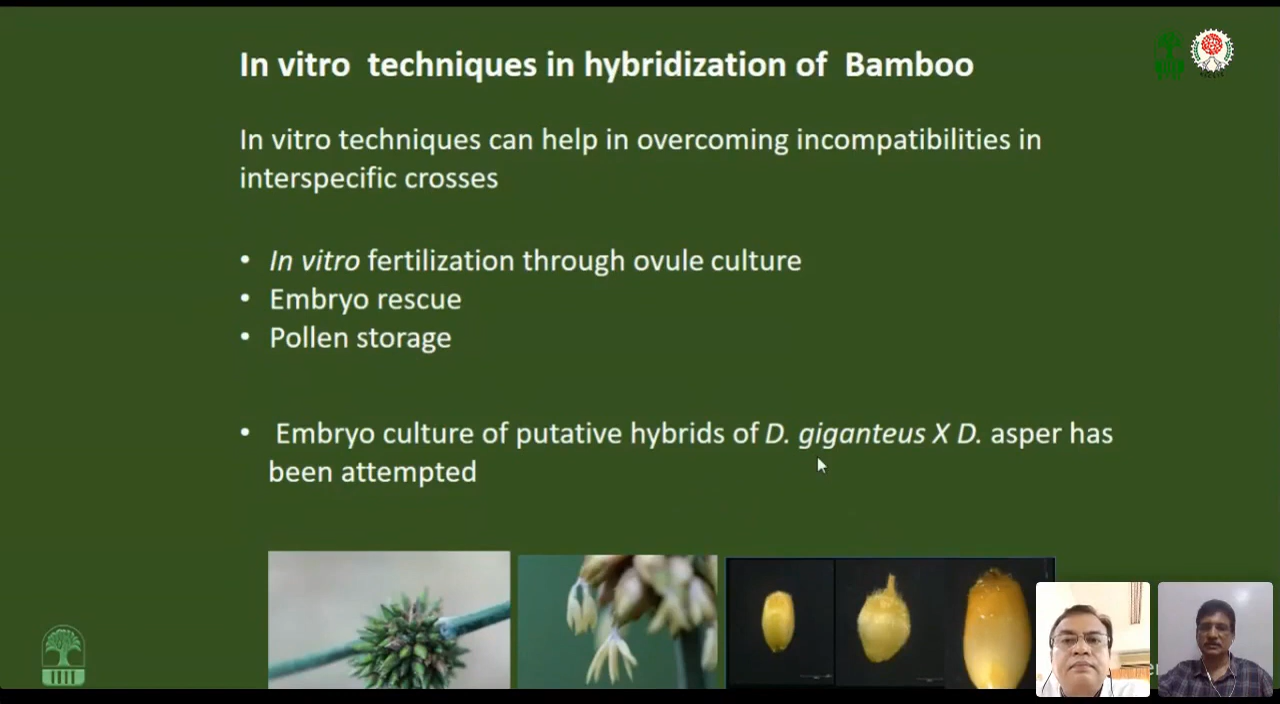 In vitro techniques in hybridization of Bamboo
In vitro techniques can help in overcoming incompatibilities in
interspecific crosses
• In vitro fertilization through ovule culture
• Embryo rescue
• Pollen storage
• Embryo culture of putative hybrids of D. giganteus X D. asper has
been attempted